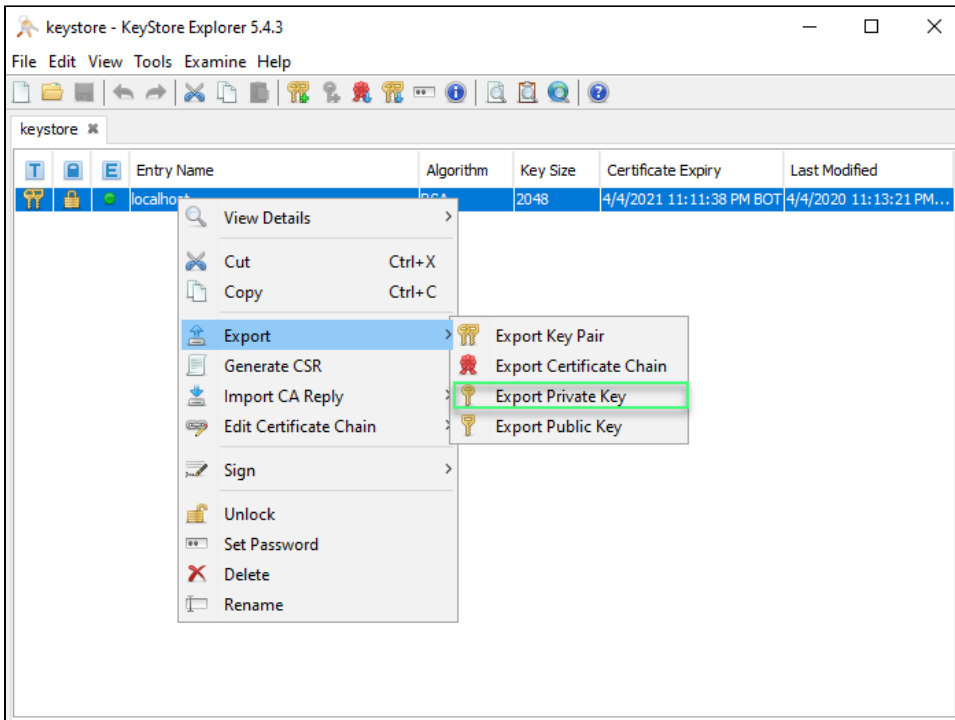 keystore - KeyStore Explorer 5.4.3
File Edit View Tools Examine Help
keystore
T E Entry Name Algorithm Key Size Certificate Expiry Last Modified
localhost RSA 2048 4/4/2021 11:11:38 PM BOT 4/4/2020 11:13:21 PM...
View Details
Cut Ctrl+X
Copy Ctrl+C
Export Export Key Pair
Generate CSR Export Certificate Chain
Import CA Reply Export Private Key
Edit Certificate Chain Export Public Key
Sign
Unlock
Set Password
Delete
Rename